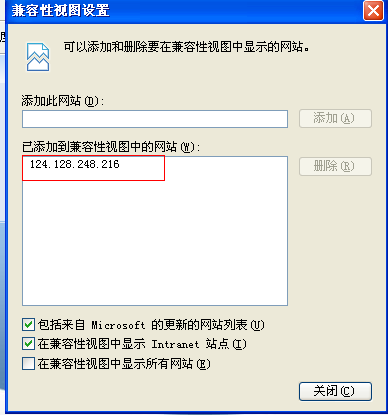 兼容性视图设置
可以添加和删除要在兼容性视图中显示的网站。
添加此网站(D):
添加(A)
已添加到兼容性视图中的网站(W):
124.128.248.216
删除(R)
包括来自 Microsoft 的更新的网站列表(U)
在兼容性视图中显示 Intranet 站点(I)
在兼容性视图中显示所有网站(E)
关闭(C)